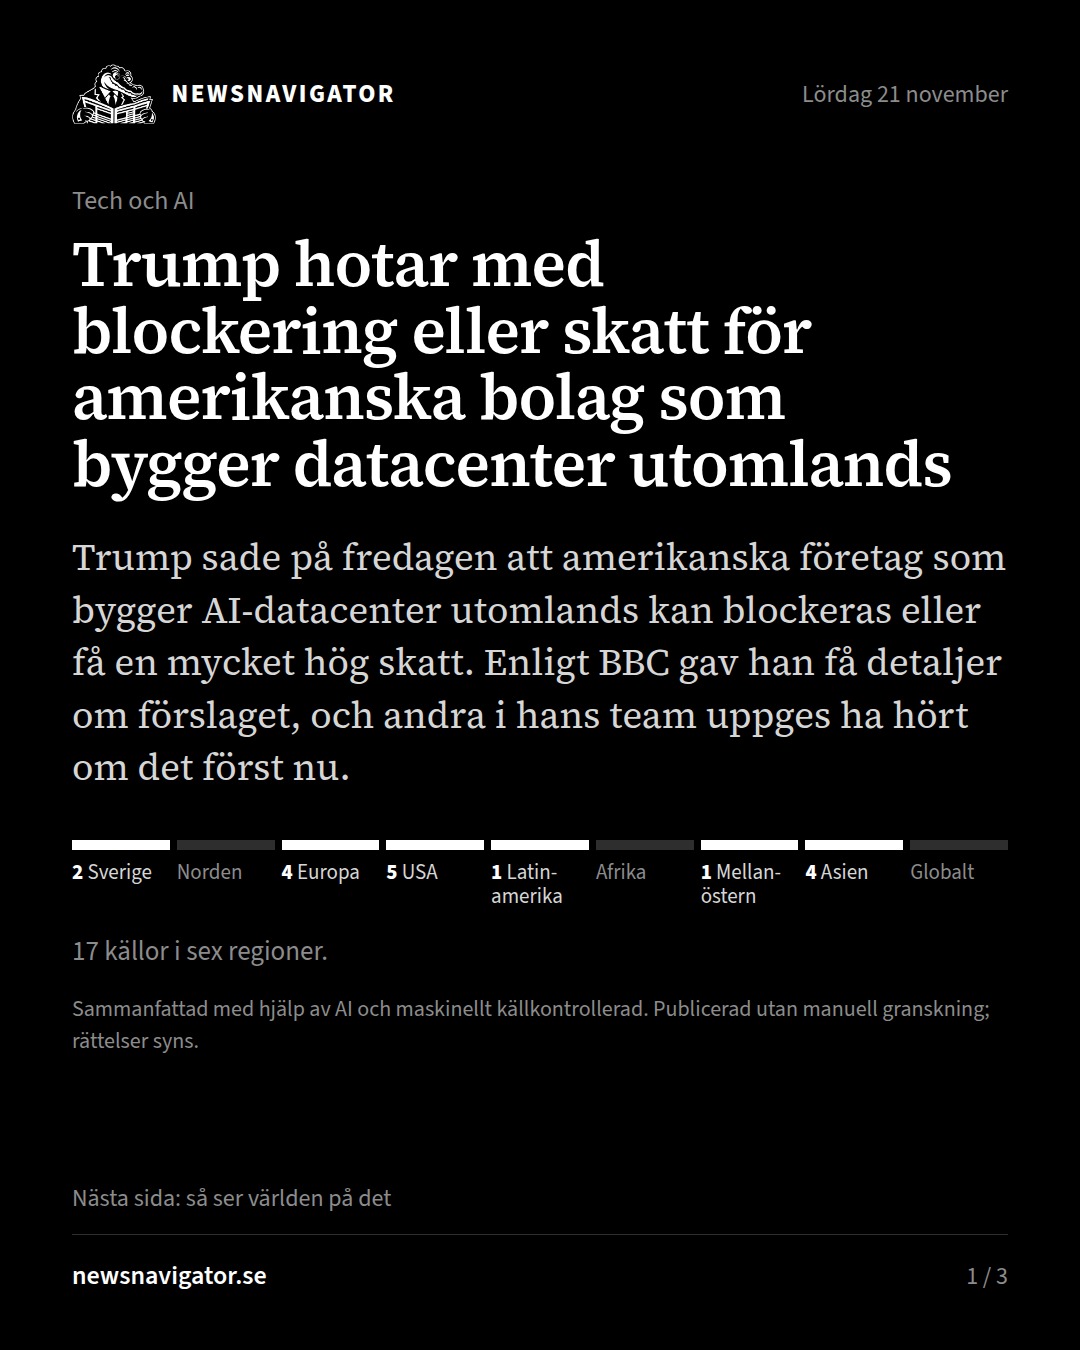 NEWSNAVIGATOR
Lördag 21 november
Tech och AI
Trump hotar med
blockering eller skatt för
amerikanska bolag som
bygger datacenter utomlands
Trump sade på fredagen att amerikanska företag som
bygger AI-datacenter utomlands kan blockeras eller
få en mycket hög skatt. Enligt BBC gav han få detaljer
om förslaget, och andra i hans team uppges ha hört
om det först nu.
2 Sverige
Norden
4 Europa
5 USA
1 Latin-
amerika
Afrika
1 Mellan-
östern
4 Asien
Globalt
17 källor i sex regioner.
Sammanfattad med hjälp av AI och maskinellt källkontrollerad. Publicerad utan manuell granskning;
rättelser syns.
Nästa sida: så ser världen på det
newsnavigator.se
1 / 3